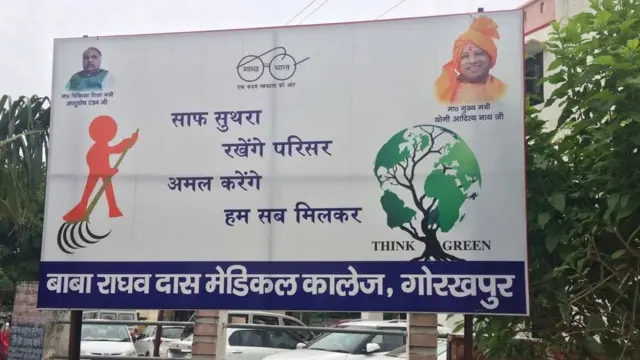 स्वच्छ भारत
एक कदम स्वच्छता की ओर
मा० चिकित्सा शिक्षा मंत्री
आशुतोष टंडन जी
मा० मुख्य मंत्री
योगी आदित्य नाथ जी
साफ सुथरा
रखेंगे परिसर
अमल करेंगे
हम सब मिलकर
THINK GREEN
बाबा राघव दास मेडिकल कालेज, गोरखपुर